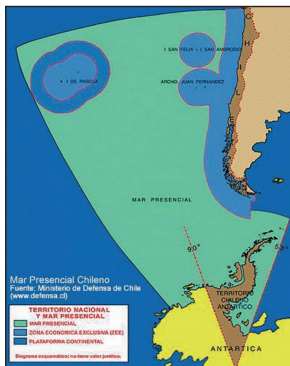 C
H
I
L
E
I SAN FELIX - I SAN AMBROSIO
I DE PASCUA
ARCHO. JUAN FERNANDEZ
MAR PRESENCIAL
90°
53°
TERRITORIO
CHILENO
ANTARTICO
ANTARTICA
Mar Presencial Chileno
Fuente: Ministerio de Defensa de Chile
(www.defensa.cl)
TERRITORIO NACIONAL
Y MAR PRESENCIAL
MAR PRESENCIAL
ZONA ECONOMICA EXCLUSIVA (ZEE)
PLATAFORMA CONTINENTAL
Diagrama esquemático: no tiene valor jurídico.